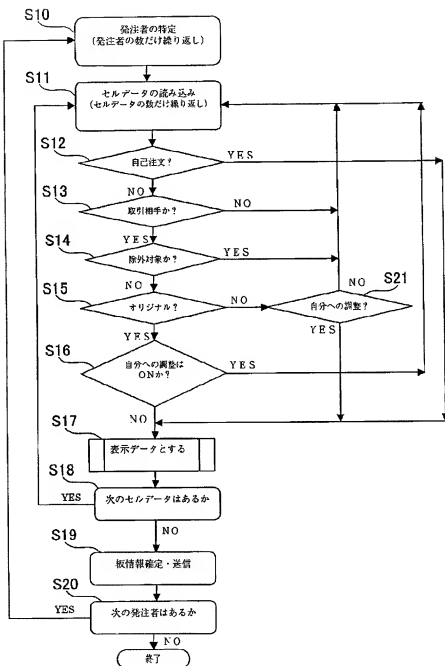 S10
発注者の特定
(発注者の数だけ繰り返し)
S11
セルデータの読み込み
(セルデータの数だけ繰り返し)
S12
自己注文?
YES
NO
S13
取引相手か?
NO
YES
S14
除外対象か?
YES
NO
S15
オリジナル?
NO
YES
S21
自分への調整?
NO
YES
S16
自分への調整は
ONか?
YES
NO
S17
表示データとする
S18
次のセルデータはあるか
YES
NO
S19
板情報確定・送信
S20
次の発注者はあるか
YES
NO
終了